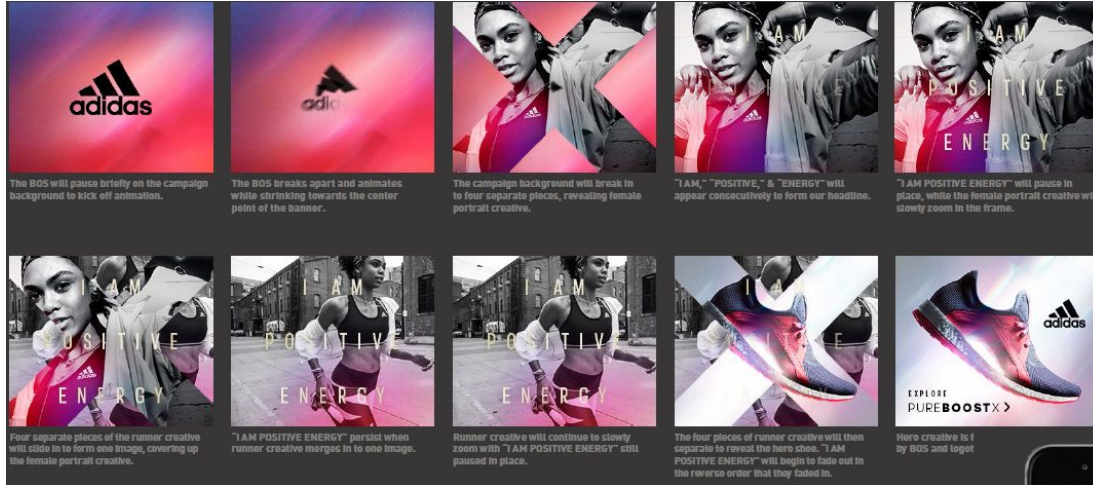 adidas
adid
I AM
I AM
POSITIVE
I AM
POSITIVE
ENERGY
The BOS will pause briefly on the campaign
background to kick off animation.
The BOS breaks apart and animates
while shrinking towards the center
point of the banner.
The campaign background will break in
to four separate pieces, revealing female
portrait creative.
"I AM," "POSITIVE," & "ENERGY" will
appear consecutively to form our headline.
"I AM POSITIVE ENERGY" will pause in
place, while the female portrait creative wi
slowly zoom in the frame.
I AM
POSITIVE
ENERGY
I AM
POSITIVE
ENERGY
I AM
POSITIVE
ENERGY
I AM
adidas
EXPLORE
PUREBOOSTX >
Four separate pieces of the runner creative
will slide in to form one image, covering up
the female portrait creative.
"I AM POSITIVE ENERGY" persist when
runner creative merges in to one image.
Runner creative will continue to slowly
zoom with "I AM POSITIVE ENERGY" still
paused in place.
The four pieces of runner creative will then
separate to reveal the hero shoe. "I AM
POSITIVE ENERGY" will begin to fade out in
the reverse order that they faded in.
Hero creative is f
by BOS and logot